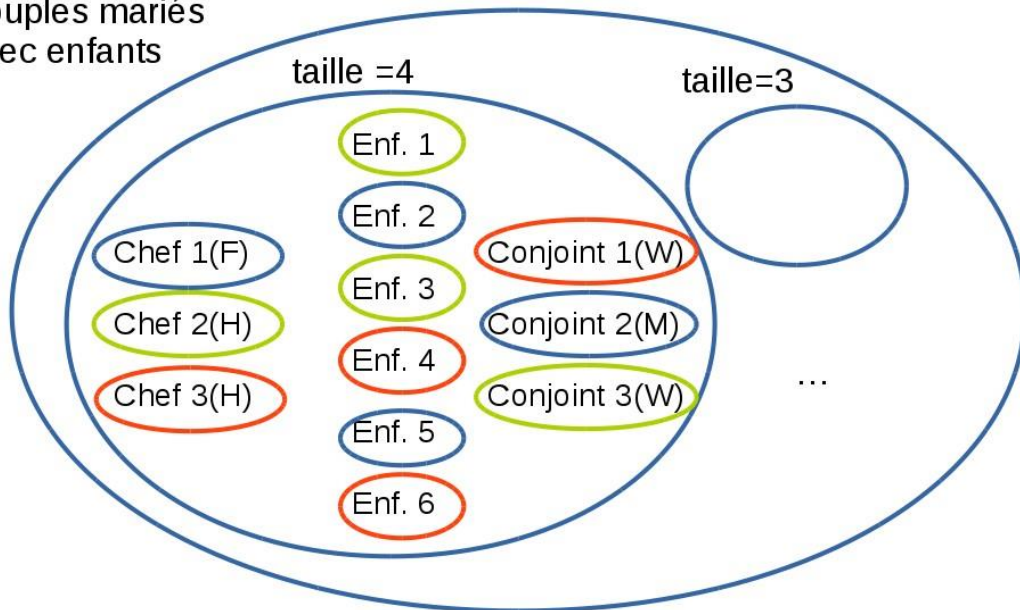 ouples mariés
ec enfants
taille =4
taille=3
Enf. 1
Enf. 2
Enf. 3
Enf. 4
Enf. 5
Enf. 6
Chef 1(F)
Chef 2(H)
Chef 3(H)
Conjoint 1(W)
Conjoint 2(M)
Conjoint 3(W)
...